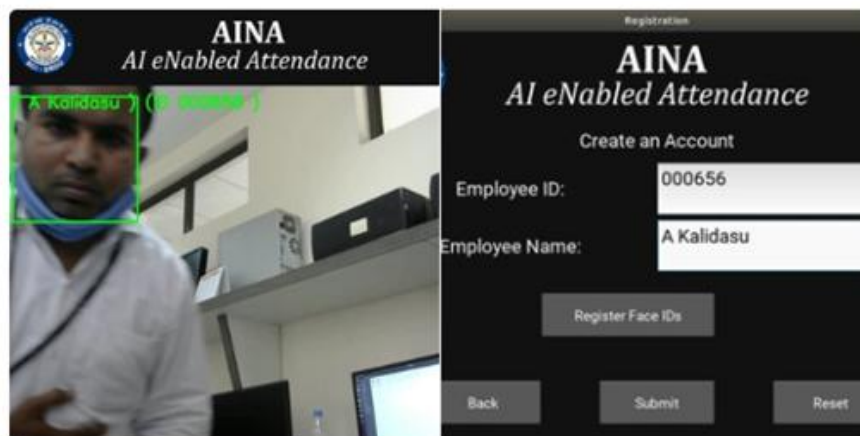 AINA
AI eNabled Attendance
A Kalidasu
Registration
AINA
AI eNabled Attendance
Create an Account
Employee ID:
000656
Employee Name:
A Kalidasu
Register Face IDs
Back
Submit
Reset